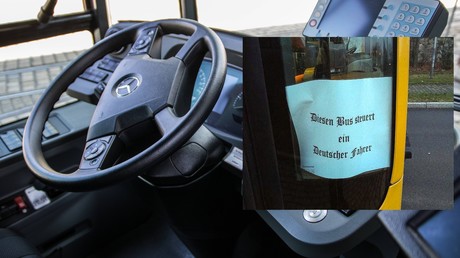 Diesen Bus steuert
ein
Deutscher Fahrer